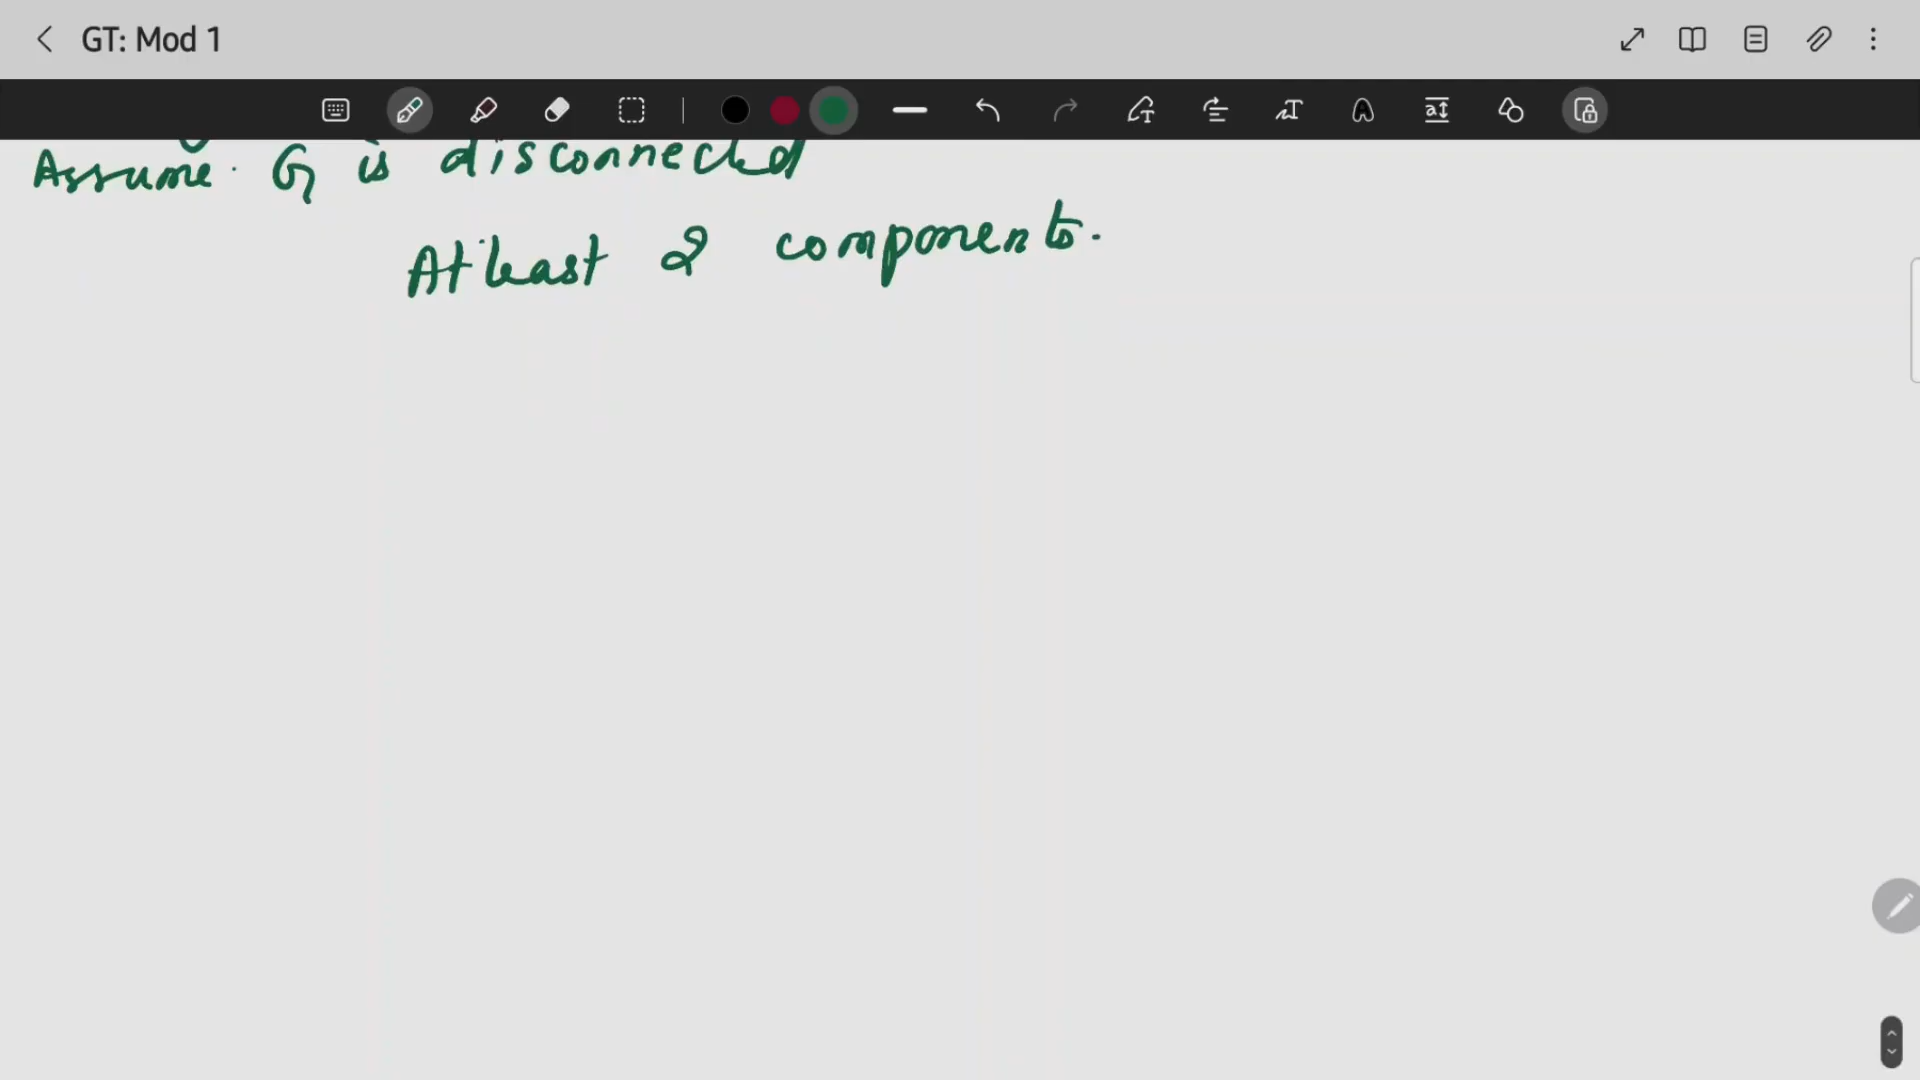 GT: Mod 1
Assume. G is disconnected
Atleast 2 components.